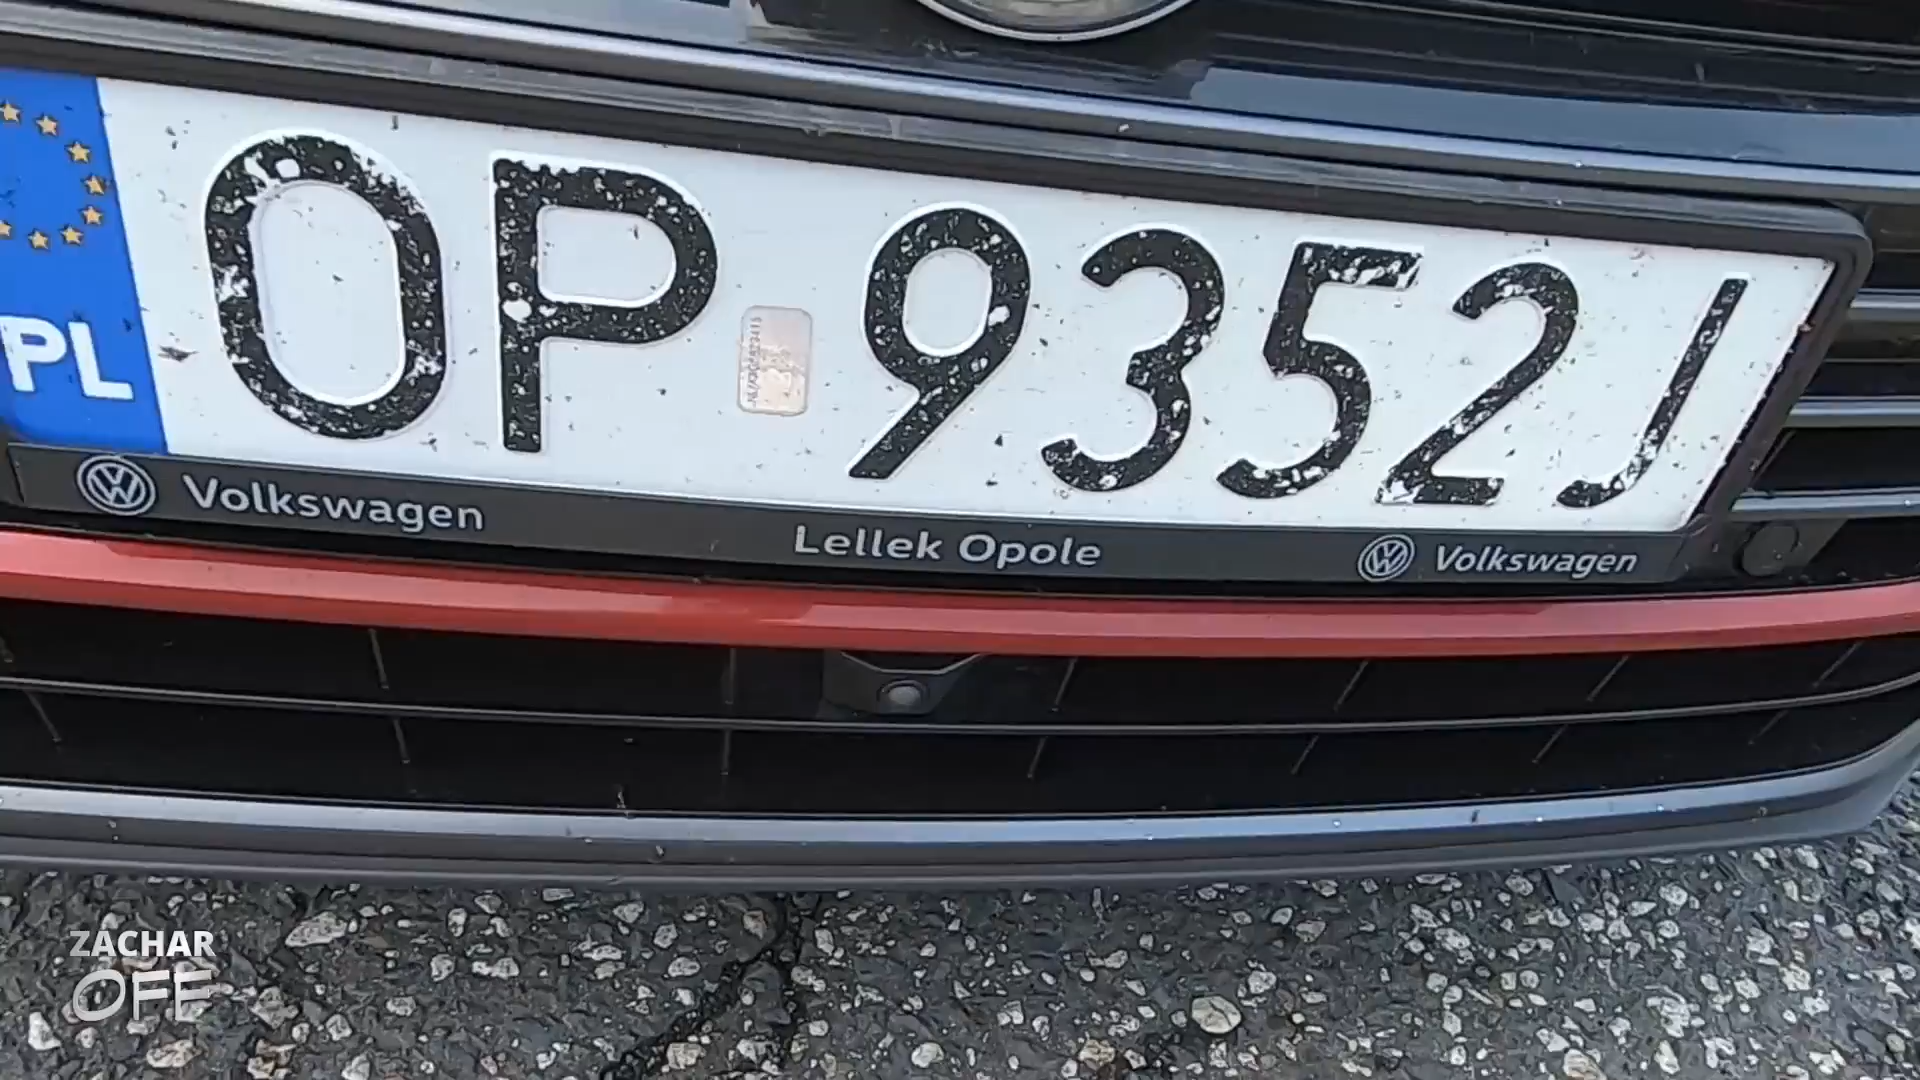 PL
OP 9352J
Volkswagen Lellek Opole Volkswagen
ZACHAR
OFF